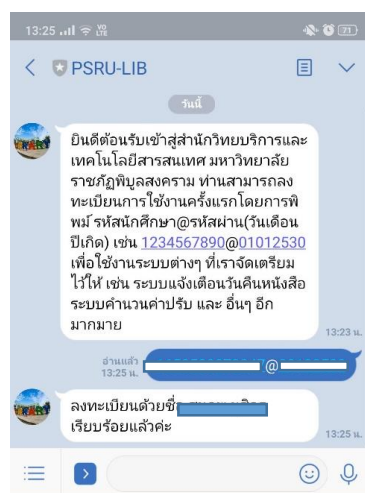 13:25
VO
LTE
71
PSRU-LIB
วันนี้
ยินดีต้อนรับเข้าสู่สำนักวิทยบริการและ
เทคโนโลยีสารสนเทศ มหาวิทยาลัย
ราชภัฏพิบูลสงคราม ท่านสามารถลง
ทะเบียนการใช้งานครั้งแรกโดยการพิ
พม์ รหัสนักศึกษา@รหัสผ่าน(วันเดือน
ปีเกิด) เช่น 1234567890@01012530
เพื่อใช้งานระบบต่างๆ ที่เราจัดเตรียม
ไว้ให้ เช่น ระบบแจ้งเตือนวันคืนหนังสือ
ระบบคำนวนค่าปรับ และ อื่นๆ อีก
มากมาย
13:23 น.
อ่านแล้ว
13:25 น.
@
ลงทะเบียนด้วยชื่อ
เรียบร้อยแล้วค่ะ
13:25 น.